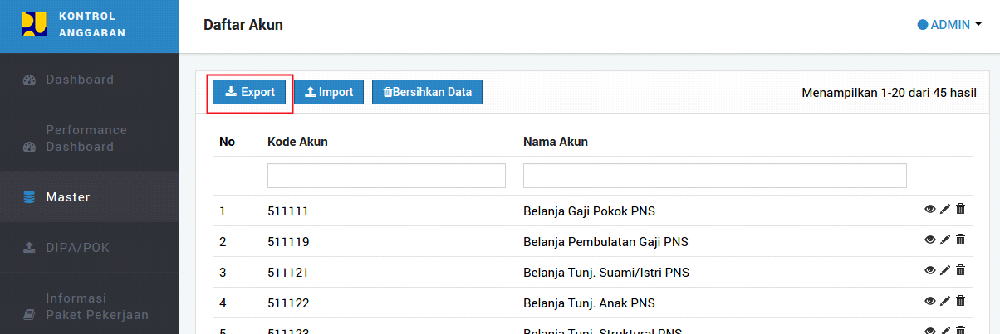 KONTROL
ANGGARAN
Daftar Akun
ADMIN
Dashboard
Performance
Dashboard
Master
DIPA/POK
Informasi
Paket Pekerjaan
Export
Import
Bersihkan Data
Menampilkan 1-20 dari 45 hasil
No Kode Akun Nama Akun
1 511111 Belanja Gaji Pokok PNS
2 511119 Belanja Pembulatan Gaji PNS
3 511121 Belanja Tunj. Suami/Istri PNS
4 511122 Belanja Tunj. Anak PNS
5 511123 Belanja Tunj. Struktural PNS